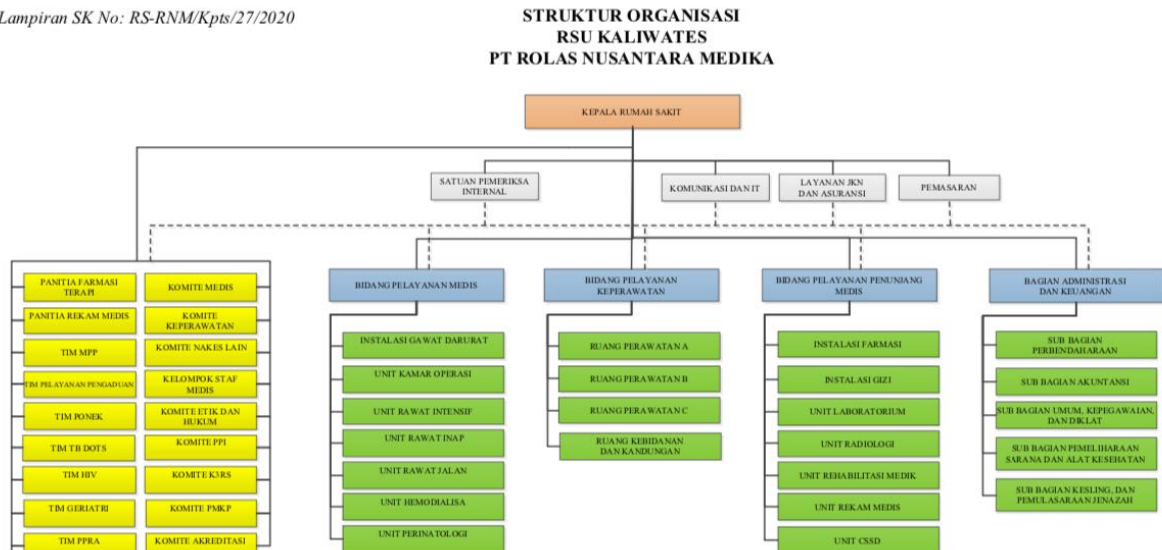 Lampiran SK No: RS-RNM/Kpts/27/2020
STRUKTUR ORGANISASI
RSU KALIWATES
PT ROLAS NUSANTARA MEDIKA
KEPALA RUMAH SAKIT
SATUAN PEMERIKSA
INTERNAL
KOMUNIKASI DAN IT
LAYANAN JKN
DAN ASURANSI
PEMASARAN
PANITIA FARMASI
TERAPI
PANITIA REKAM MEDIS
TIM MPP
TIM PELAYANAN PENGADUAN
TIM PONEK
TIM TB DOTS
TIM HIV
TIM GERIATRI
TIM PPRA
KOMITE MEDIS
KOMITE
KEPERAWATAN
KOMITE NAKES LAIN
KELOMPOK STAF
MEDIS
KOMITE ETIK DAN
HUKUM
KOMITE PPI
KOMITE K3RS
KOMITE PMKP
KOMITE AKREDITASI
BIDANG PELAYANAN MEDIS
INSTALASI GAWAT DARURAT
UNIT KAMAR OPERASI
UNIT RAWAT INTENSIF
UNIT RAWAT INAP
UNIT RAWAT JALAN
UNIT HEMODIALISA
UNIT PERINATOLOGI
BIDANG PELAYANAN
KEPERAWATAN
RUANG PERAWATAN A
RUANG PERAWATAN B
RUANG PERAWATAN C
RUANG KEBIDANAN
DAN KANDUNGAN
BIDANG PELAYANAN PENUNJANG
MEDIS
INSTALASI FARMASI
INSTALASI GIZI
UNIT LABORATORIUM
UNIT RADIOLOGI
UNIT REHABILITASI MEDIK
UNIT REKAM MEDIS
UNIT CSSD
BAGIAN ADMINISTRASI
DAN KEUANGAN
SUB BAGIAN
PERBENDAHARAAN
SUB BAGIAN AKUNTANSI
SUB BAGIAN UMUM, KEPEGAWAIAN,
DAN DIKLAT
SUB BAGIAN PEMELIHARAAN
SARANA DAN ALAT KESEHATAN
SUB BAGIAN KESLING, DAN
PEMULASARAAN JENAZAH